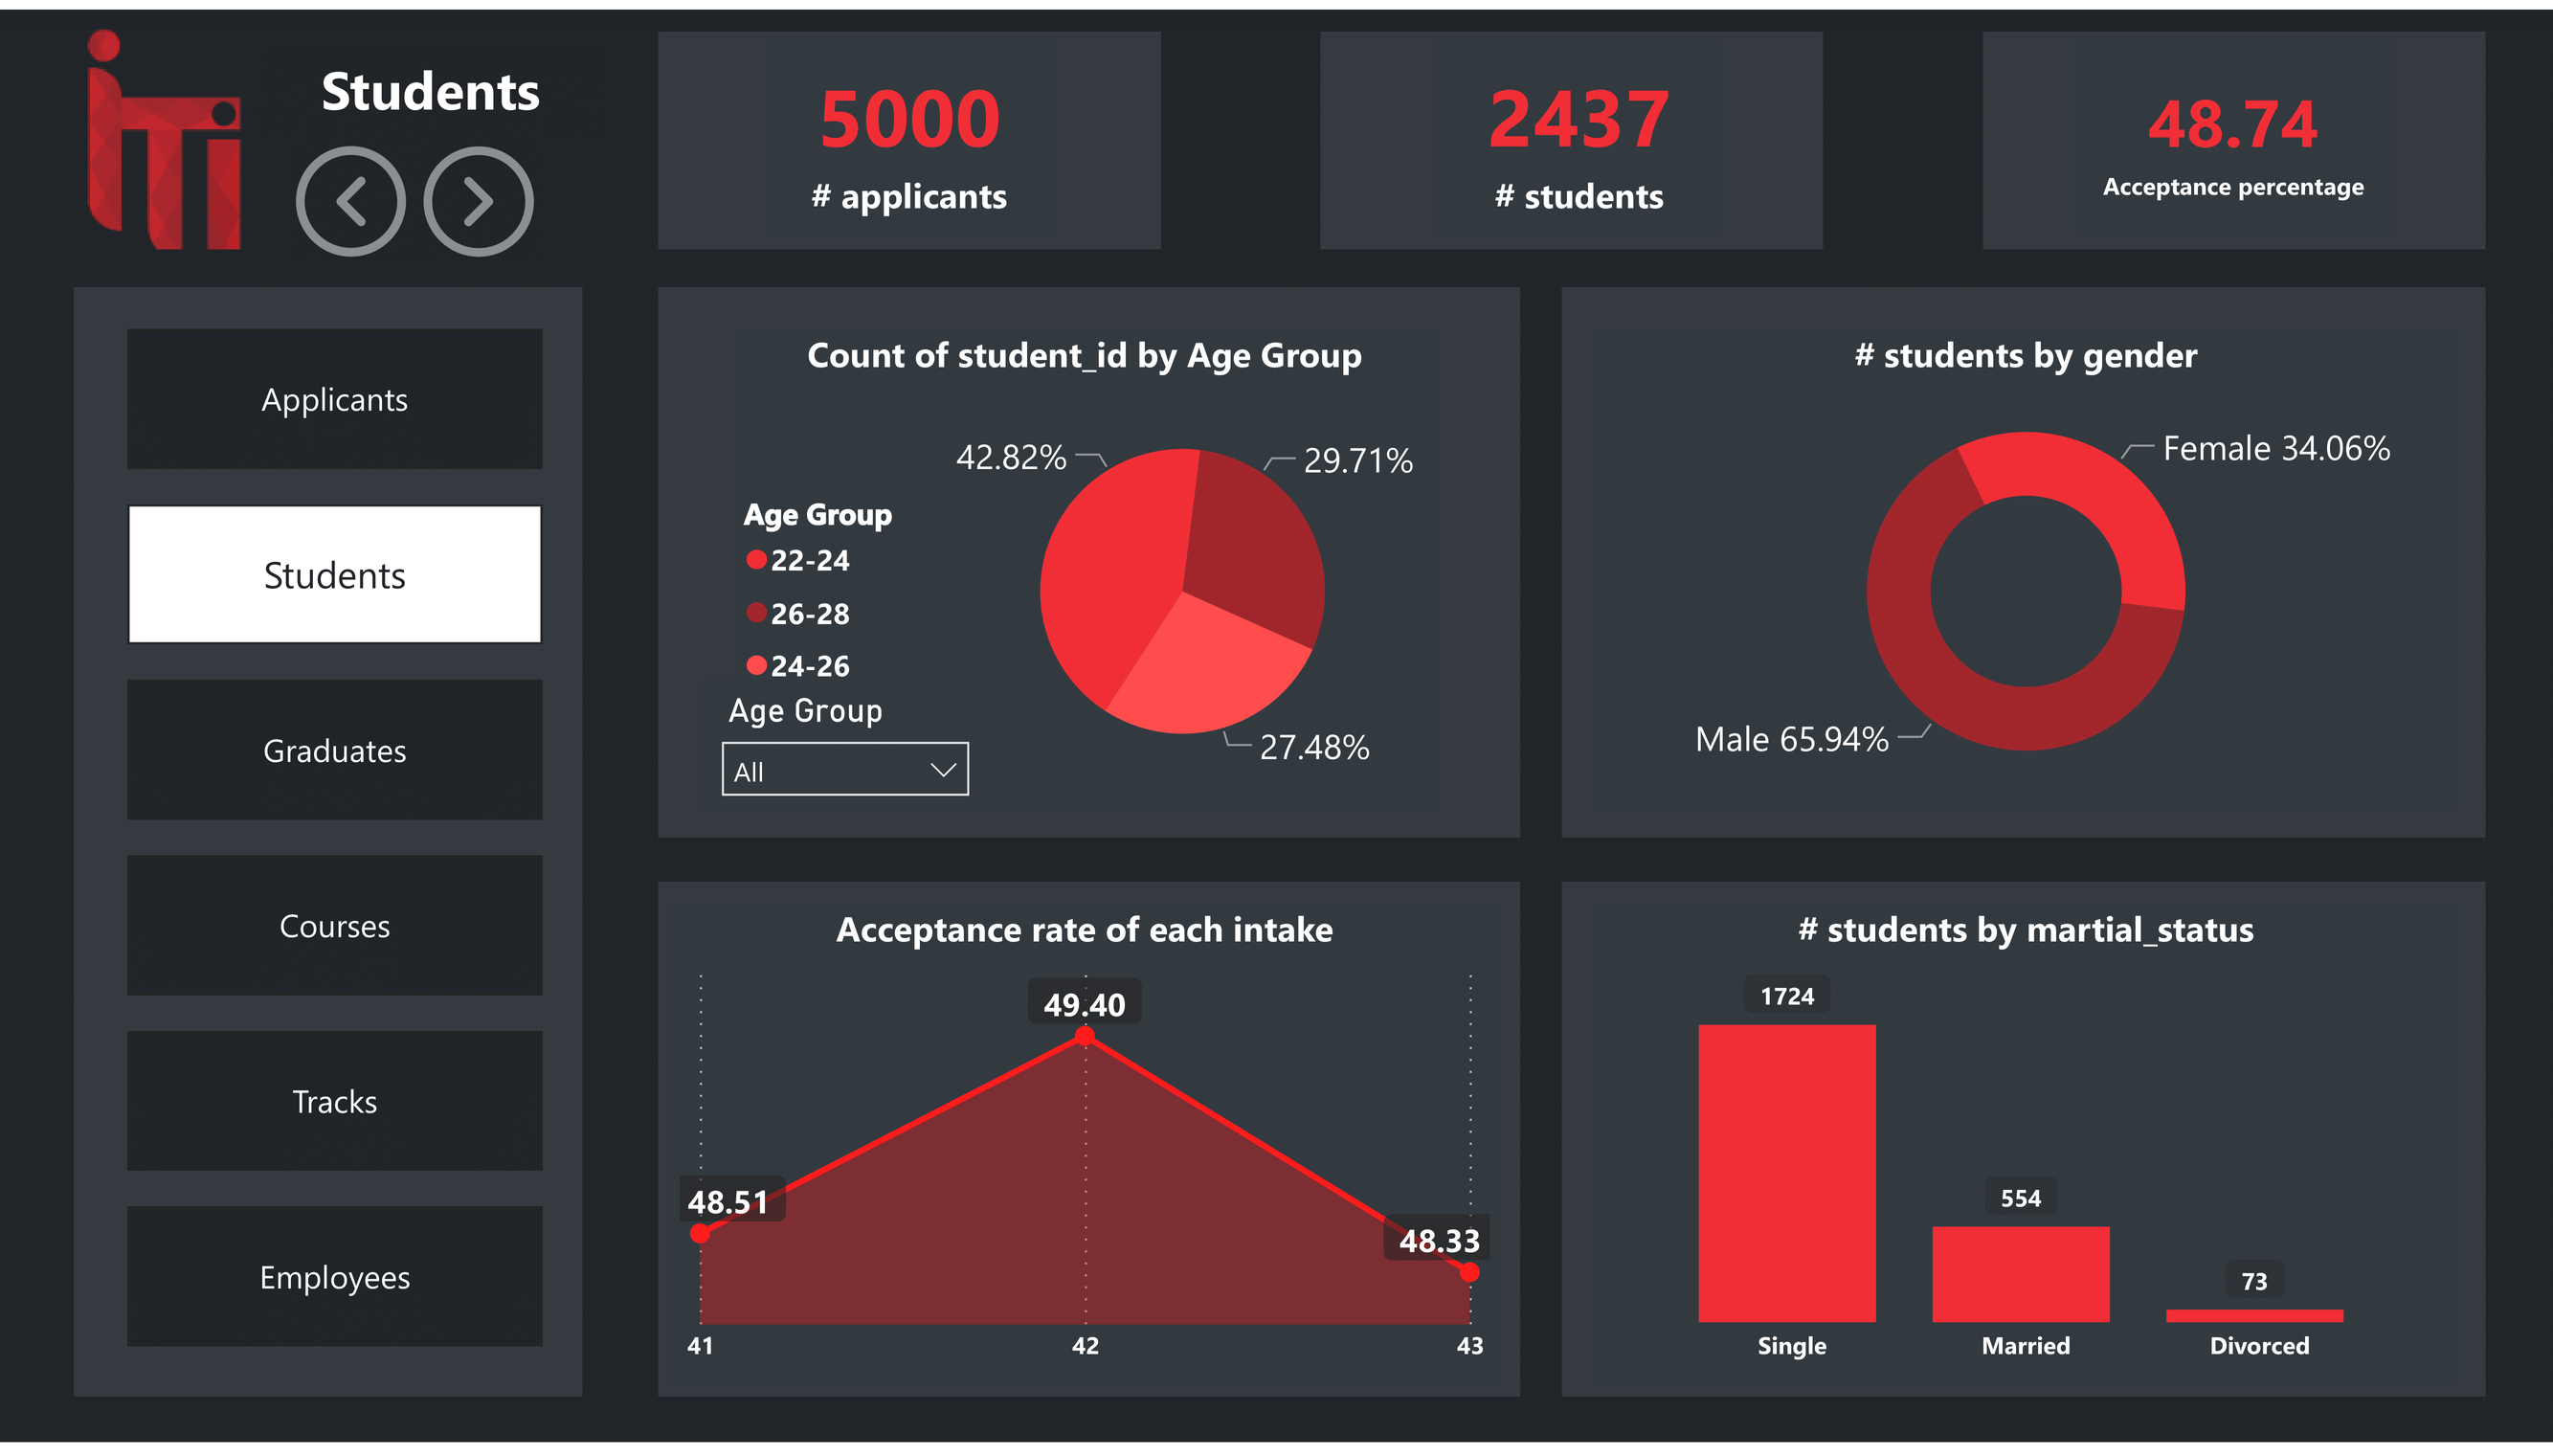 iTi
Students
5000
# applicants
2437
# students
48.74
Acceptance percentage
Applicants
Students
Graduates
Courses
Tracks
Employees
Count of student_id by Age Group
42.82%
29.71%
27.48%
Age Group
22-24
26-28
24-26
Age Group
All
# students by gender
Female 34.06%
Male 65.94%
Acceptance rate of each intake
49.40
48.51
48.33
41
42
43
# students by martial_status
1724
554
73
Single
Married
Divorced